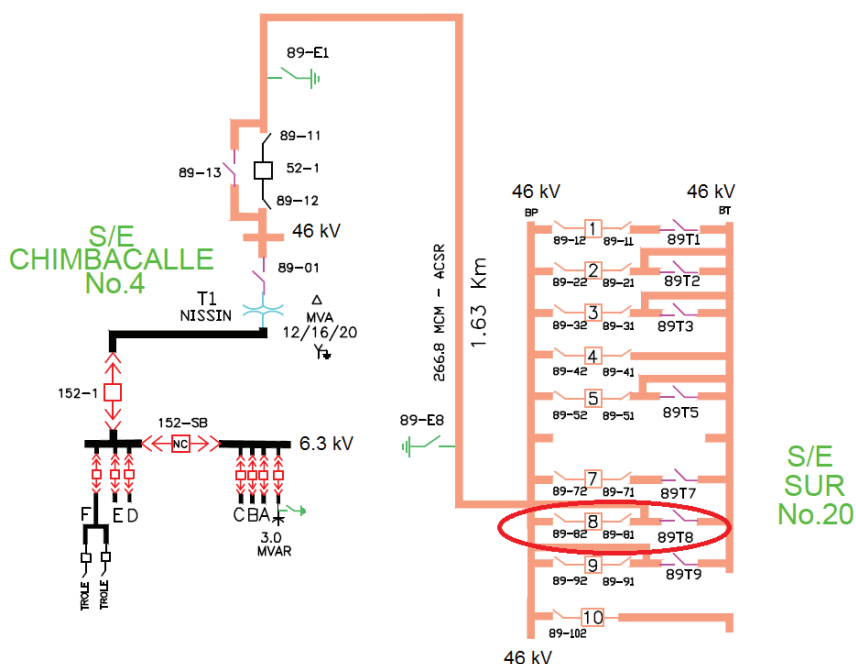 89-E1
89-11
52-1
89-13
89-12
46 kV
S/E
CHIMBACALLE
No.4
89-01
T1
NISSIN
Δ
MVA
12/16/20
Y
152-1
152-SB
NC
6.3 kV
F
E
D
C
B
A
3.0
MVAR
TROLE
TROLE
266.8 MCM - ACSR
1.63 Km
89-E8
46 kV
46 kV
BP
BT
1
89-12
89-11
89T1
2
89-22
89-21
89T2
3
89-32
89-31
89T3
4
89-42
89-41
5
89-52
89-51
89T5
7
89-72
89-71
89T7
8
89-82
89-81
89T8
9
89-92
89-91
89T9
10
89-102
46 kV
S/E
SUR
No.20